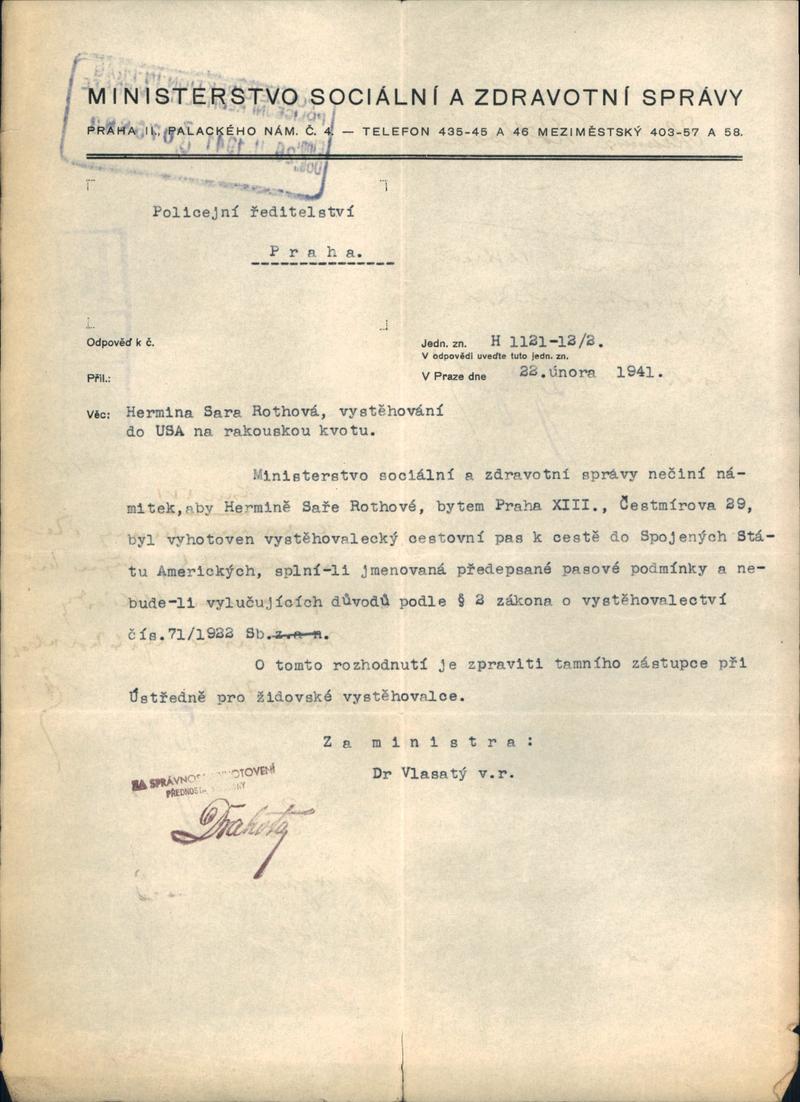 MINISTERSTVO SOCIÁLNÍ A ZDRAVOTNÍ SPRÁVY
PRAHA II., PALACKÉHO NÁM. Č. 4. — TELEFON 435-45 A 46 MEZIMĚSTSKÝ 403-57 A 58.
Policejní ředitelství
P r a h a.
Odpověď k č.
Jedn. zn. H 1121-12/2.
V odpovědi uveďte tuto jedn. zn.
Příl.:
V Praze dne 22.února 1941.
Věc: Hermina Sara Rothová, vystěhování
do USA na rakouskou kvotu.
Ministerstvo sociální a zdravotní správy nečiní ná-
mitek,aby Hermině Saře Rothové, bytem Praha XIII., Čestmírova 29,
byl vyhotoven vystěhovalecký cestovní pas k cestě do Spojených Stá-
tu Amerických, splní-li jmenovaná předepsané pasové podmínky a ne-
bude-li vylučujících důvodů podle § 2 zákona o vystěhovalectví
čís.71/1922 Sb.z.a n.
O tomto rozhodnutí je zpraviti tamního zástupce při
Ústředně pro židovské vystěhovalce.
Z a m i n i s t r a :
Dr Vlasatý v.r.
ZA SPRÁVNOST VYHOTOVENÍ
Drahota